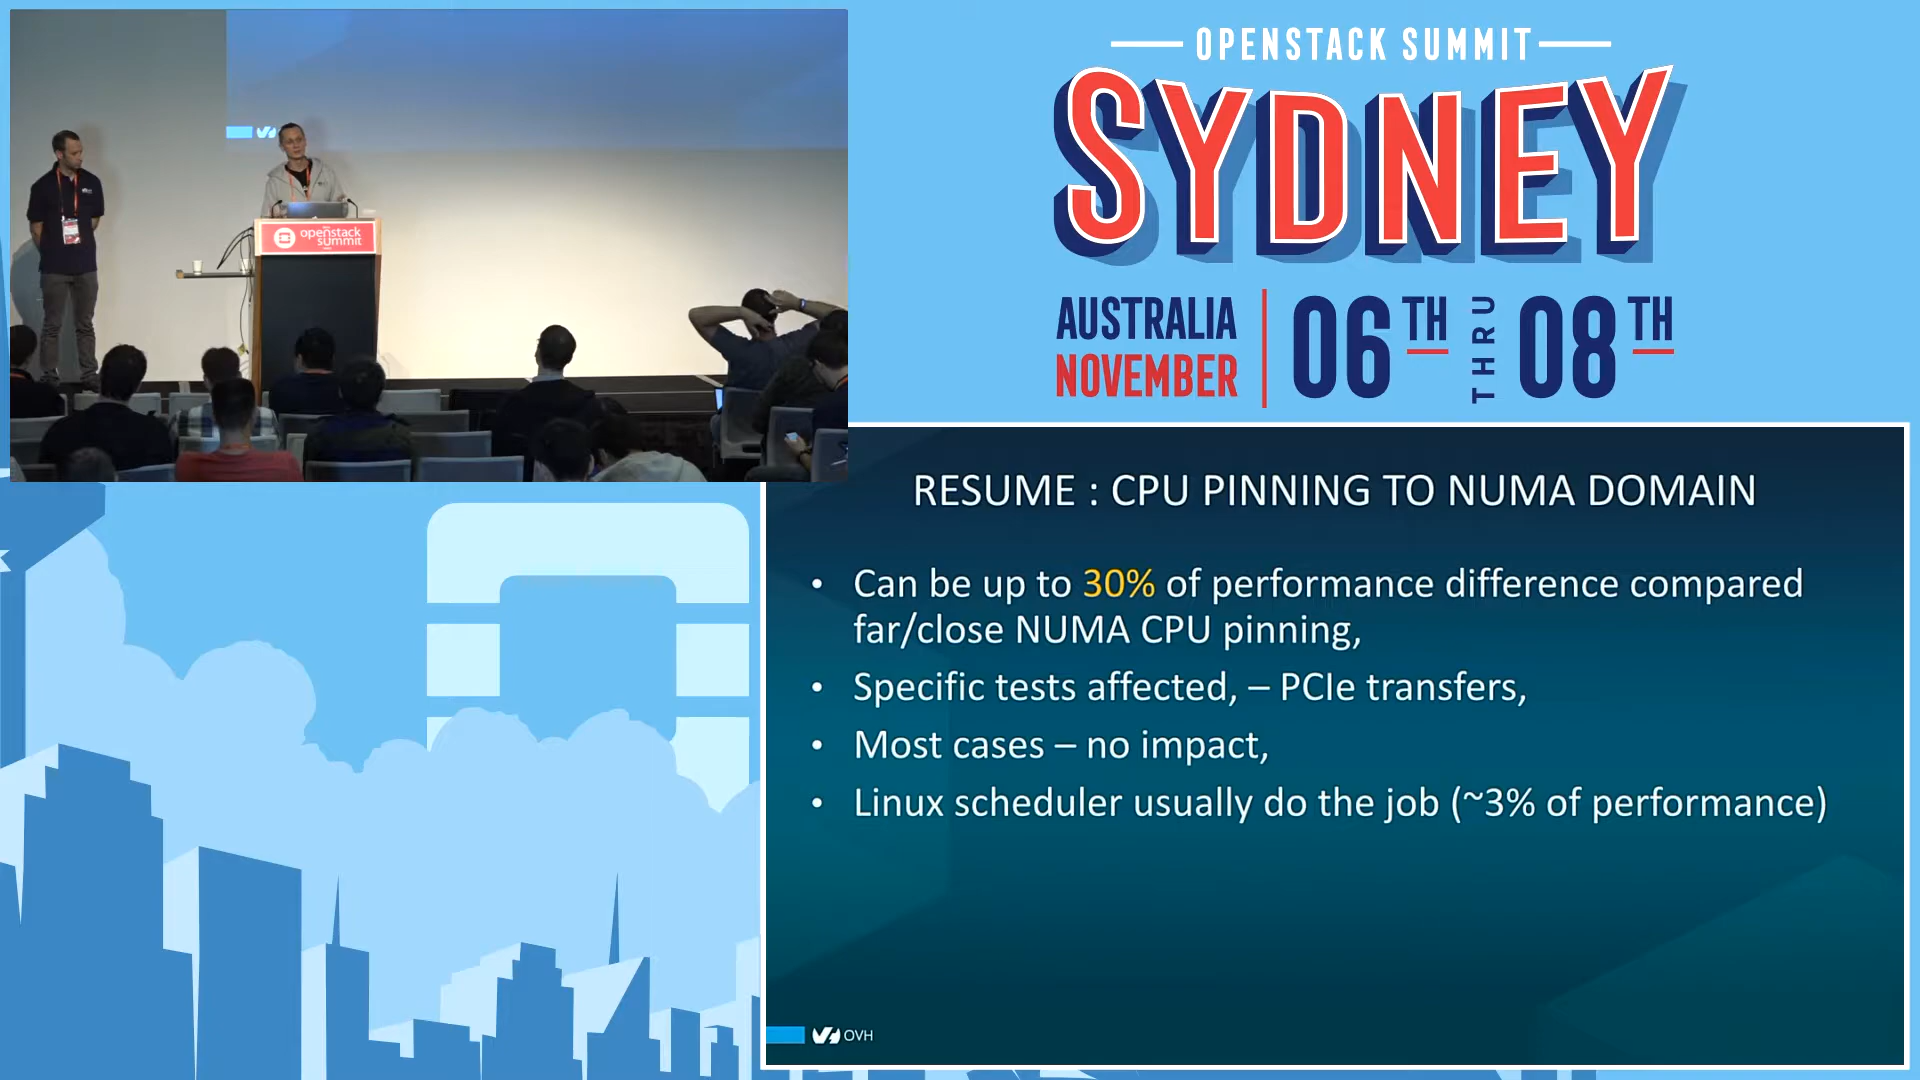 OPENSTACK SUMMIT
SYDNEY
AUSTRALIA
NOVEMBER
06TH
THRU
08TH
openstack
summit
RESUME : CPU PINNING TO NUMA DOMAIN
• Can be up to 30% of performance difference compared
far/close NUMA CPU pinning,
• Specific tests affected, – PCIe transfers,
• Most cases – no impact,
• Linux scheduler usually do the job (~3% of performance)
OVH